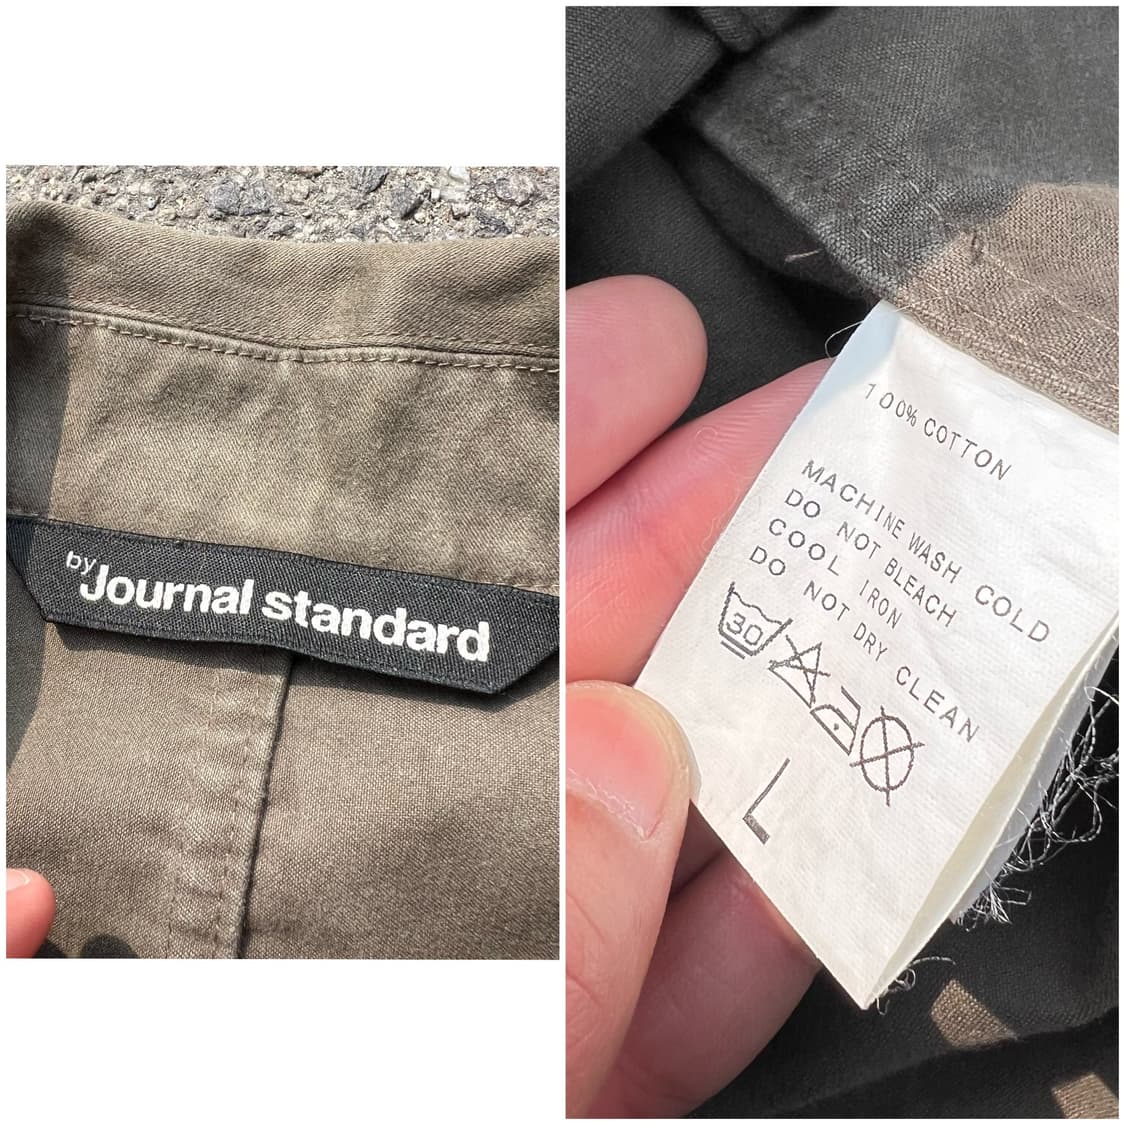 by Journal standard
100% COTTON
MACHINE WASH COLD
DO NOT BLEACH
COOL IRON
DO NOT DRY CLEAN
30
L